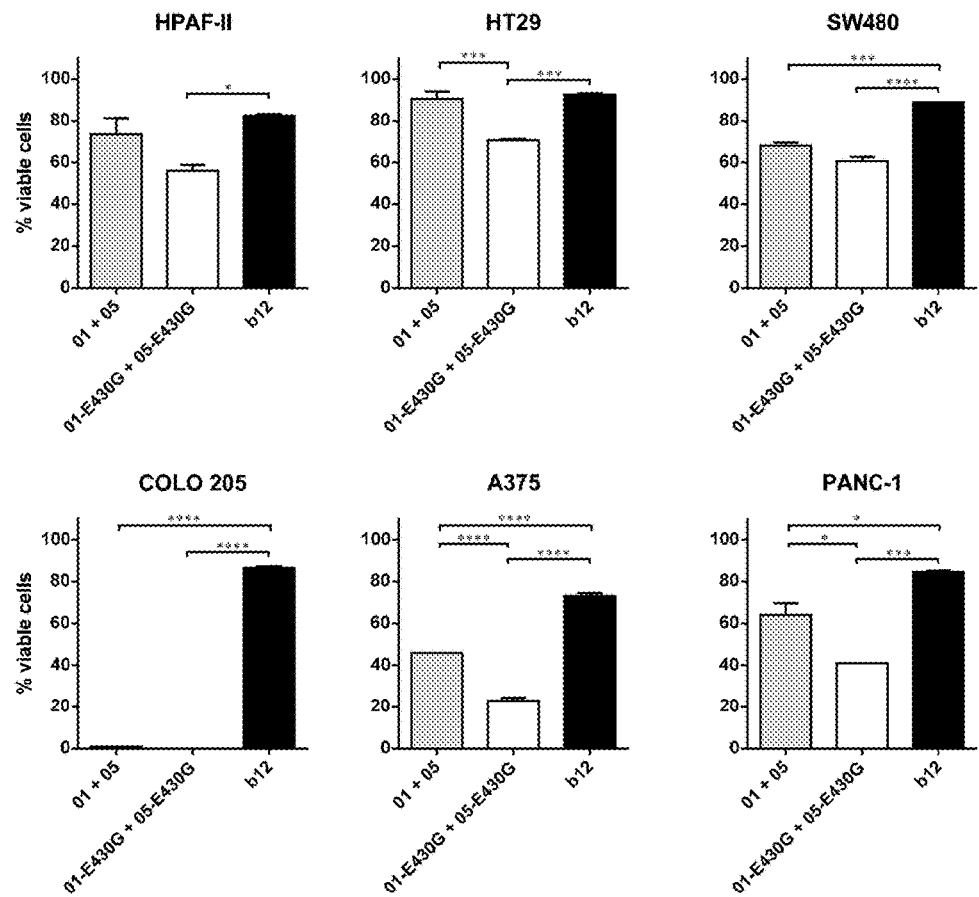 HPAF-II
% viable cells
100
80
60
40
20
0
*
01 + 05
01-E430G + 05-E430G
b12
HT29
100
80
60
40
20
0
***
***
01 + 05
01-E430G + 05-E430G
b12
SW480
100
80
60
40
20
0
***
****
01 + 05
01-E430G + 05-E430G
b12
COLO 205
% viable cells
100
80
60
40
20
0
****
****
01 + 05
01-E430G + 05-E430G
b12
A375
100
80
60
40
20
0
****
****
****
01 + 05
01-E430G + 05-E430G
b12
PANC-1
100
80
60
40
20
0
*
*
***
01 + 05
01-E430G + 05-E430G
b12